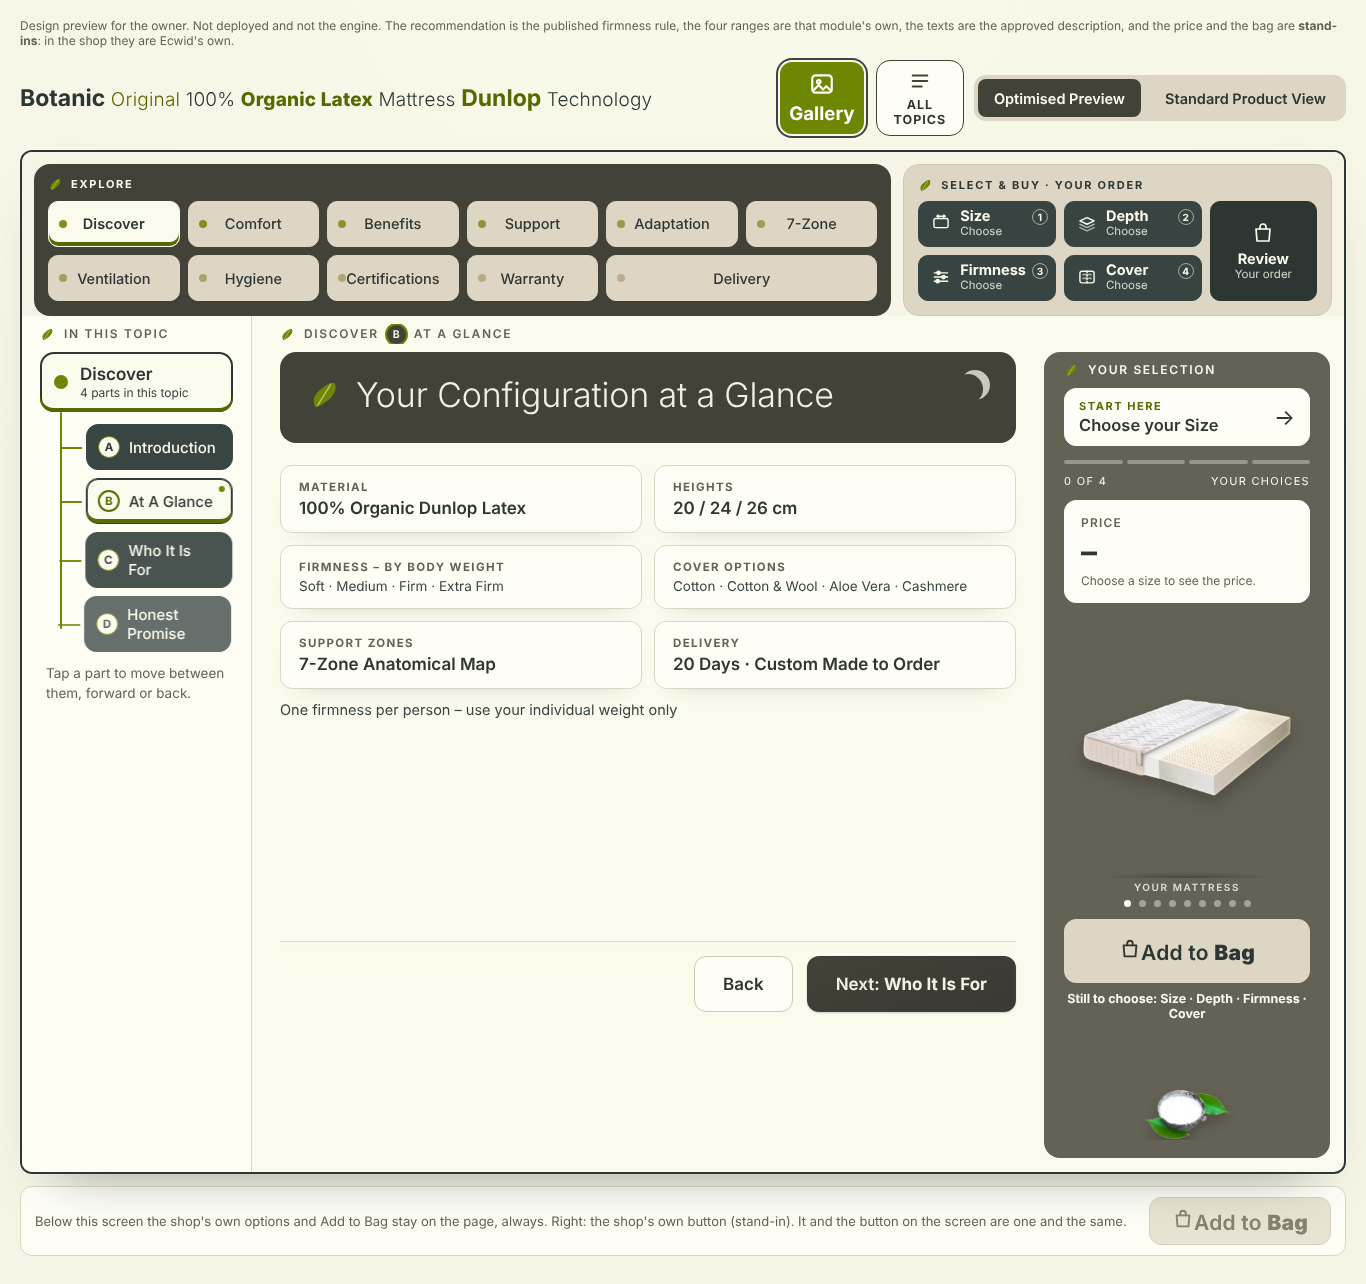 Design preview for the owner. Not deployed and not the engine. The recommendation is the published firmness rule, the four ranges are that module's own, the texts are the approved description, and the price and the bag are stand-
ins: in the shop they are Ecwid's own.
Botanic Original 100% Organic Latex Mattress Dunlop Technology
Gallery
ALL
TOPICS
Optimised Preview
Standard Product View
EXPLORE
Discover
Comfort
Benefits
Support
Adaptation
7-Zone
Ventilation
Hygiene
Certifications
Warranty
Delivery
SELECT & BUY · YOUR ORDER
Size
Choose
1
Depth
Choose
2
Firmness
Choose
3
Cover
Choose
4
Review
Your order
IN THIS TOPIC
Discover
4 parts in this topic
A Introduction
B At A Glance
C Who It Is
For
D Honest
Promise
Tap a part to move between
them, forward or back.
DISCOVER B AT A GLANCE
Your Configuration at a Glance
MATERIAL
100% Organic Dunlop Latex
HEIGHTS
20 / 24 / 26 cm
FIRMNESS – BY BODY WEIGHT
Soft · Medium · Firm · Extra Firm
COVER OPTIONS
Cotton · Cotton & Wool · Aloe Vera · Cashmere
SUPPORT ZONES
7-Zone Anatomical Map
DELIVERY
20 Days · Custom Made to Order
One firmness per person – use your individual weight only
Back
Next: Who It Is For
YOUR SELECTION
START HERE
Choose your Size
0 OF 4
YOUR CHOICES
PRICE
–
Choose a size to see the price.
YOUR MATTRESS
Add to Bag
Still to choose: Size · Depth · Firmness ·
Cover
Below this screen the shop's own options and Add to Bag stay on the page, always. Right: the shop's own button (stand-in). It and the button on the screen are one and the same.
Add to Bag